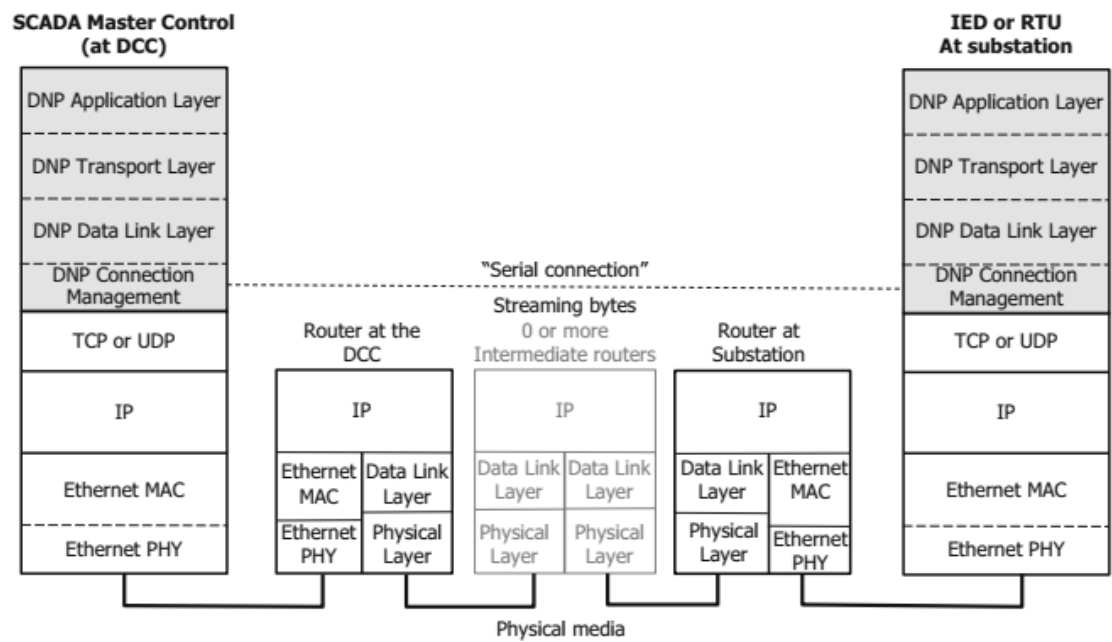 SCADA Master Control
(at DCC)
DNP Application Layer
DNP Transport Layer
DNP Data Link Layer
DNP Connection
Management
TCP or UDP
IP
Ethernet MAC
Ethernet PHY
"Serial connection"
Streaming bytes
Router at the
DCC
IP
Ethernet
MAC
Data Link
Layer
Ethernet
PHY
Physical
Layer
0 or more
Intermediate routers
IP
Data Link
Layer
Data Link
Layer
Physical
Layer
Physical
Layer
Router at
Substation
IP
Data Link
Layer
Ethernet
MAC
Physical
Layer
Ethernet
PHY
Physical media
IED or RTU
At substation
DNP Application Layer
DNP Transport Layer
DNP Data Link Layer
DNP Connection
Management
TCP or UDP
IP
Ethernet MAC
Ethernet PHY